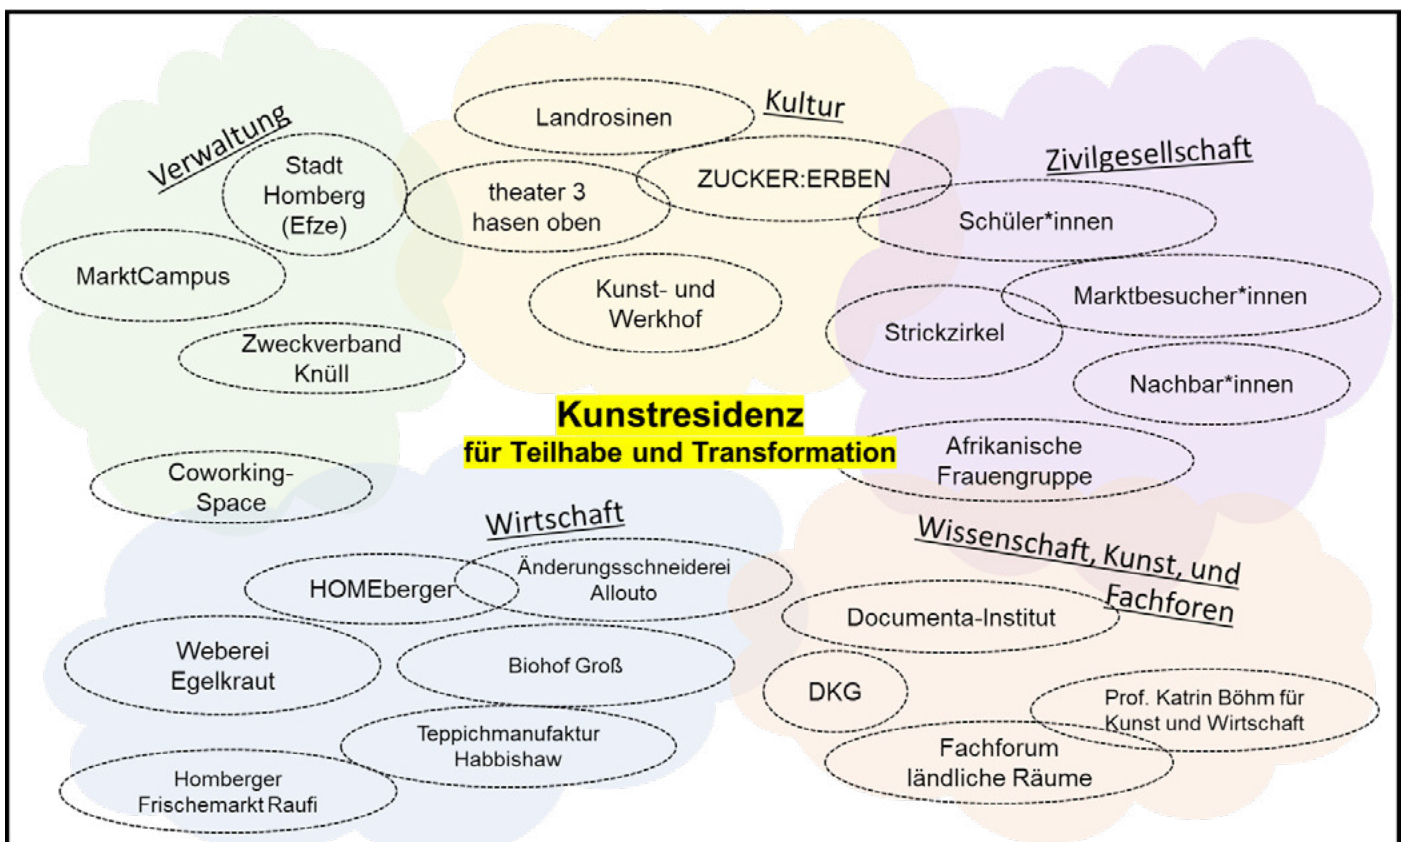 Verwaltung
Stadt
Homberg
(Efze)
MarktCampus
Zweckverband
Knüll
Coworking-
Space
Kultur
Landrosinen
ZUCKER:ERBEN
theater 3
hasen oben
Kunst- und
Werkhof
Zivilgesellschaft
Schüler*innen
Marktbesucher*innen
Strickzirkel
Nachbar*innen
Afrikanische
Frauengruppe
Kunstresidenz
für Teilhabe und Transformation
Wirtschaft
HOMEberger
Änderungsschneiderei
Allouto
Weberei
Egelkraut
Biohof Groß
Teppichmanufaktur
Habbishaw
Homberger
Frischemarkt Raufi
Wissenschaft, Kunst, und
Fachforen
Documenta-Institut
DKG
Prof. Katrin Böhm für
Kunst und Wirtschaft
Fachforum
ländliche Räume